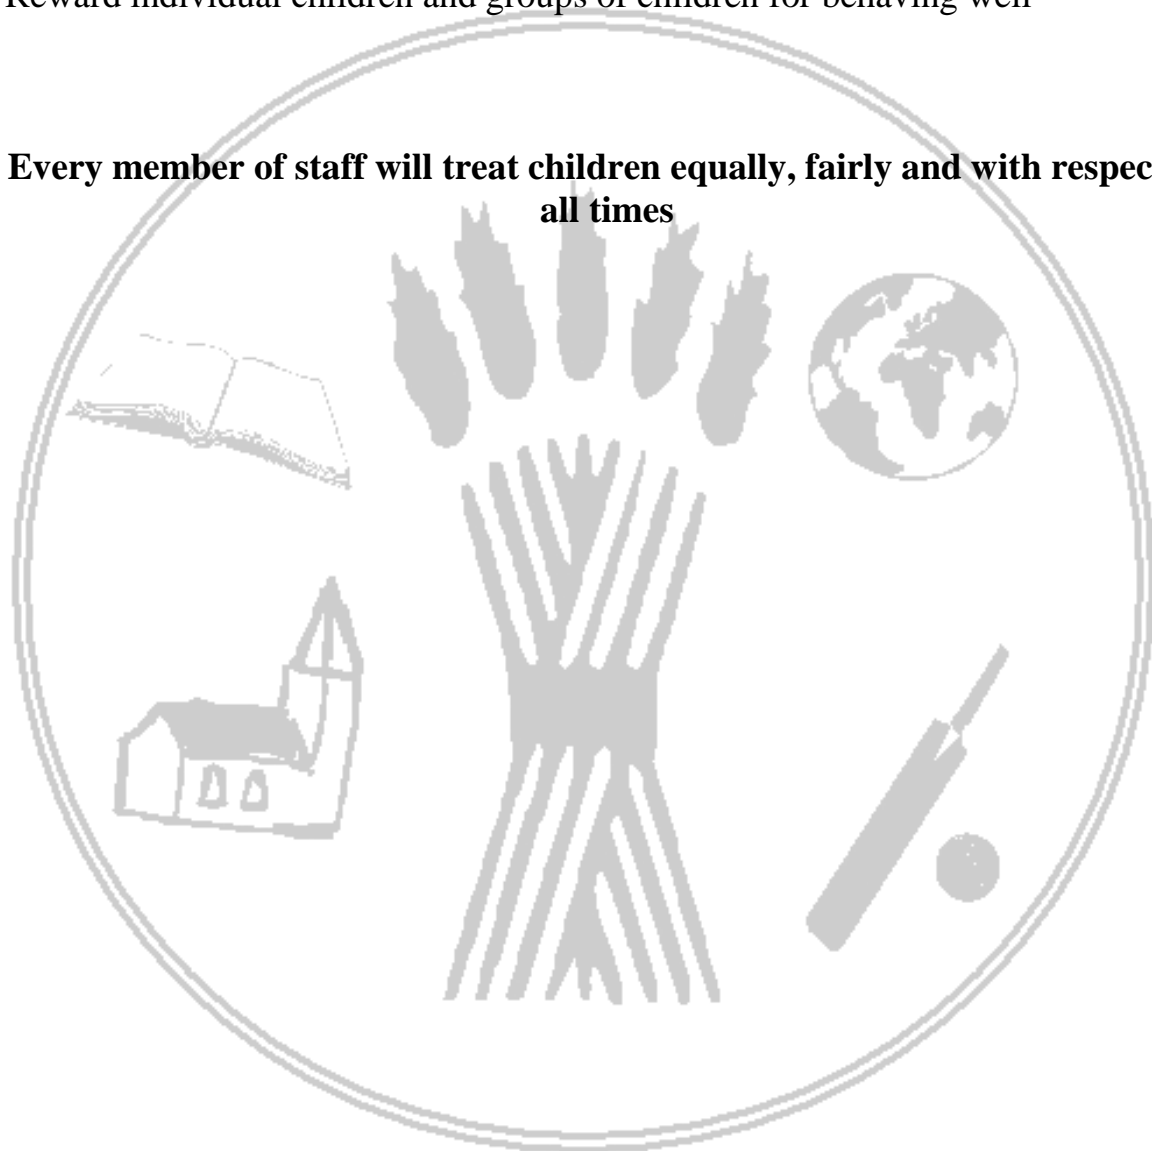 Reward individual children and groups of children for behaving well
Every member of staff will treat children equally, fairly and with respec
all times